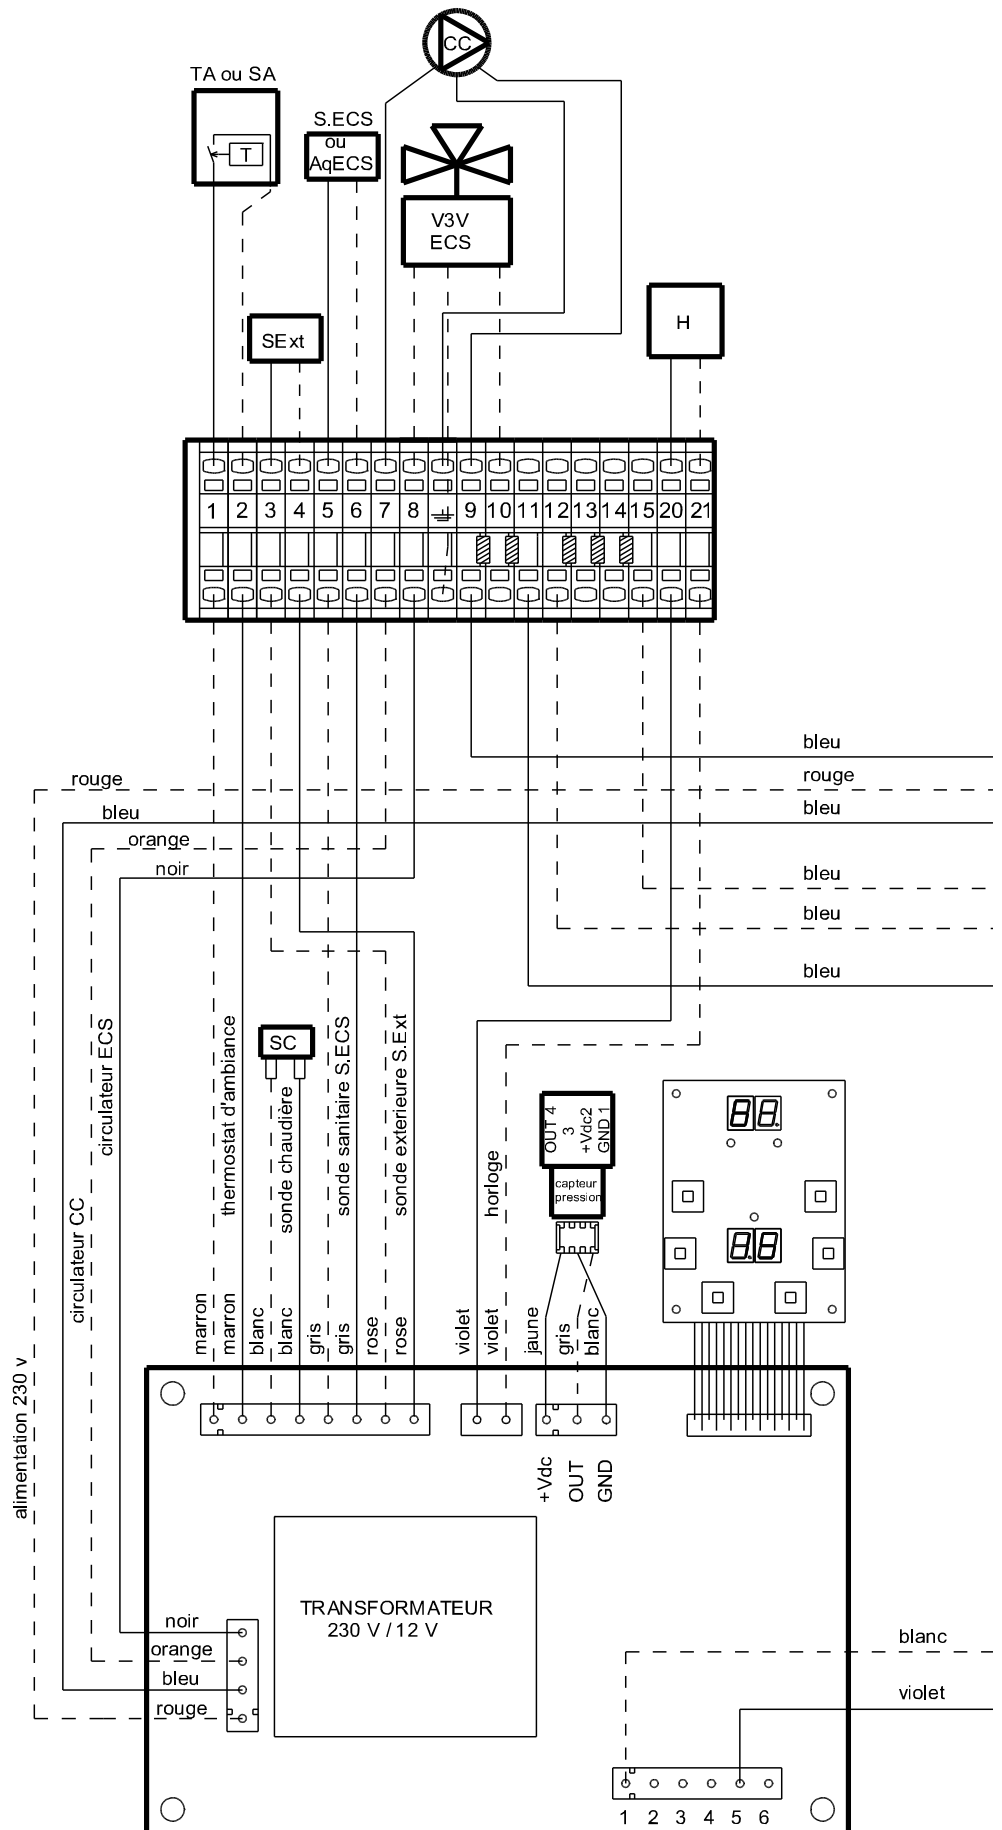 CC
TA ou SA
T
S.ECS
ou
AqECS
V3V
ECS
SExt
H
1 2 3 4 5 6 7 8 9 10 11 12 13 14 15 20 21
bleu
rouge
rouge
bleu
bleu
orange
noir
bleu
bleu
bleu
alimentation 230 v
circulateur CC
circulateur ECS
thermostat d'ambiance
SC
sonde chaudière
sonde sanitaire S.ECS
sonde exterieure S.Ext
horloge
OUT 4
3
+Vdc2
GND 1
capteur
pression
marron
marron
blanc
blanc
gris
gris
rose
rose
violet
violet
jaune
gris
blanc
+Vdc
OUT
GND
TRANSFORMATEUR
230 V / 12 V
noir
orange
bleu
rouge
blanc
violet
1 2 3 4 5 6